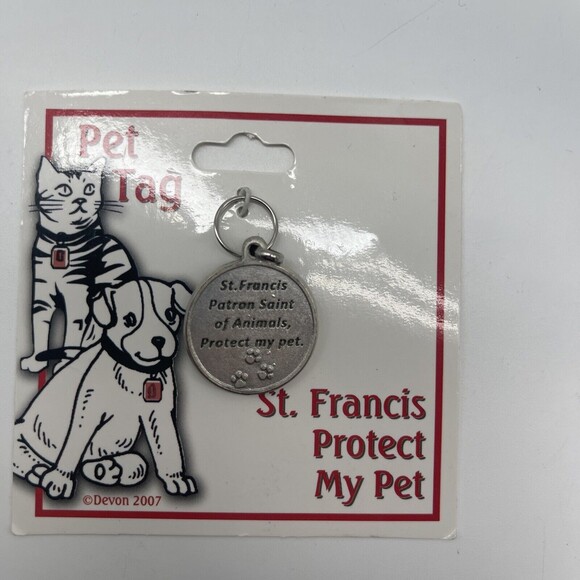 Pet
Tag
St.Francis
Patron Saint
of Animals,
Protect my pet.
St. Francis
Protect
My Pet
©Devon 2007